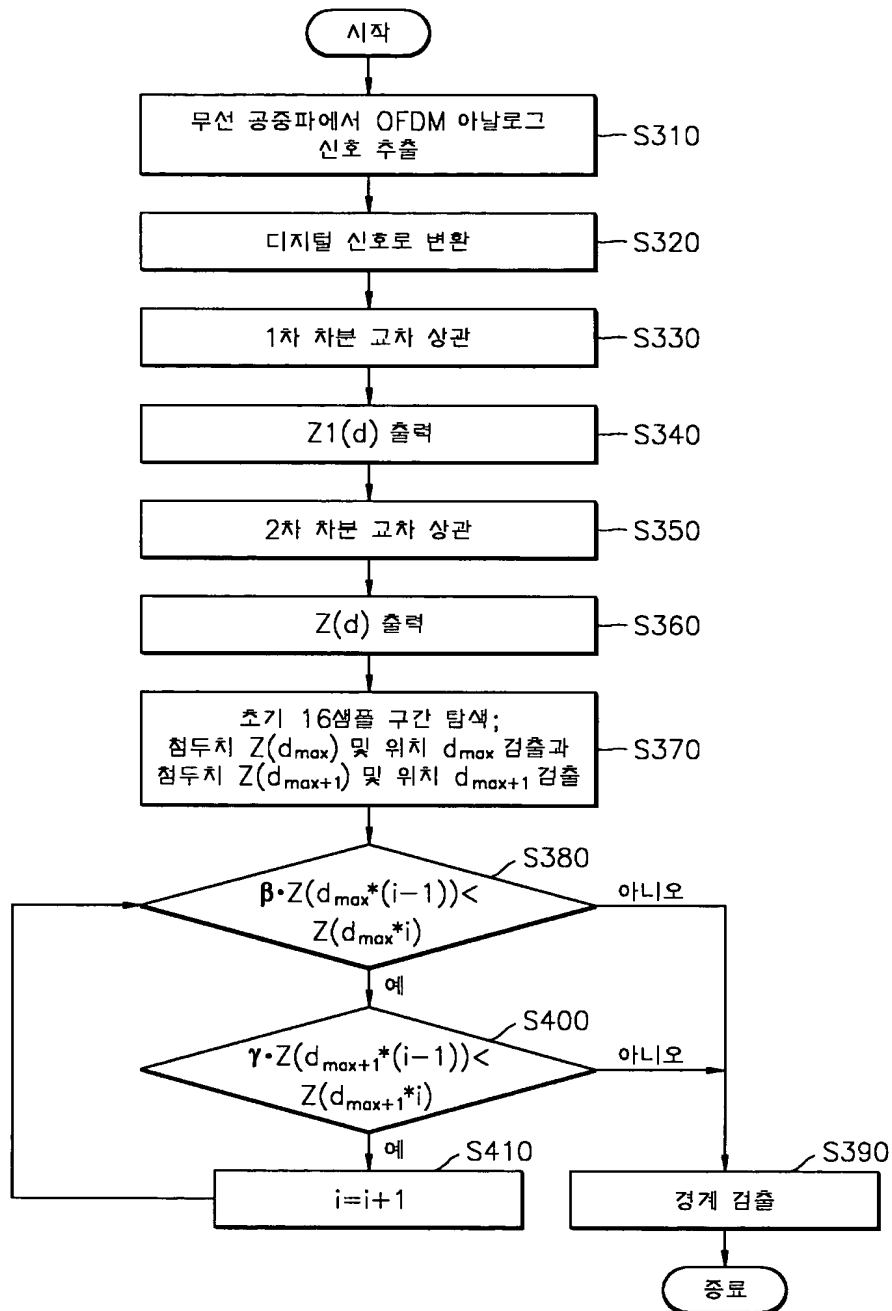 시작
무선 공중파에서 OFDM 아날로그
신호 추출
S310
디지털 신호로 변환
S320
1차 차분 교차 상관
S330
Z1(d) 출력
S340
2차 차분 교차 상관
S350
Z(d) 출력
S360
초기 16샘플 구간 탐색;
첨두치 Z(dmax) 및 위치 dmax 검출과
첨두치 Z(dmax+1) 및 위치 dmax+1 검출
S370
S380
β•Z(dmax*(i-1))<
Z(dmax*i)
아니오
예
S400
γ•Z(dmax+1*(i-1))<
Z(dmax+1*i)
아니오
예
S410
i=i+1
S390
경계 검출
종료